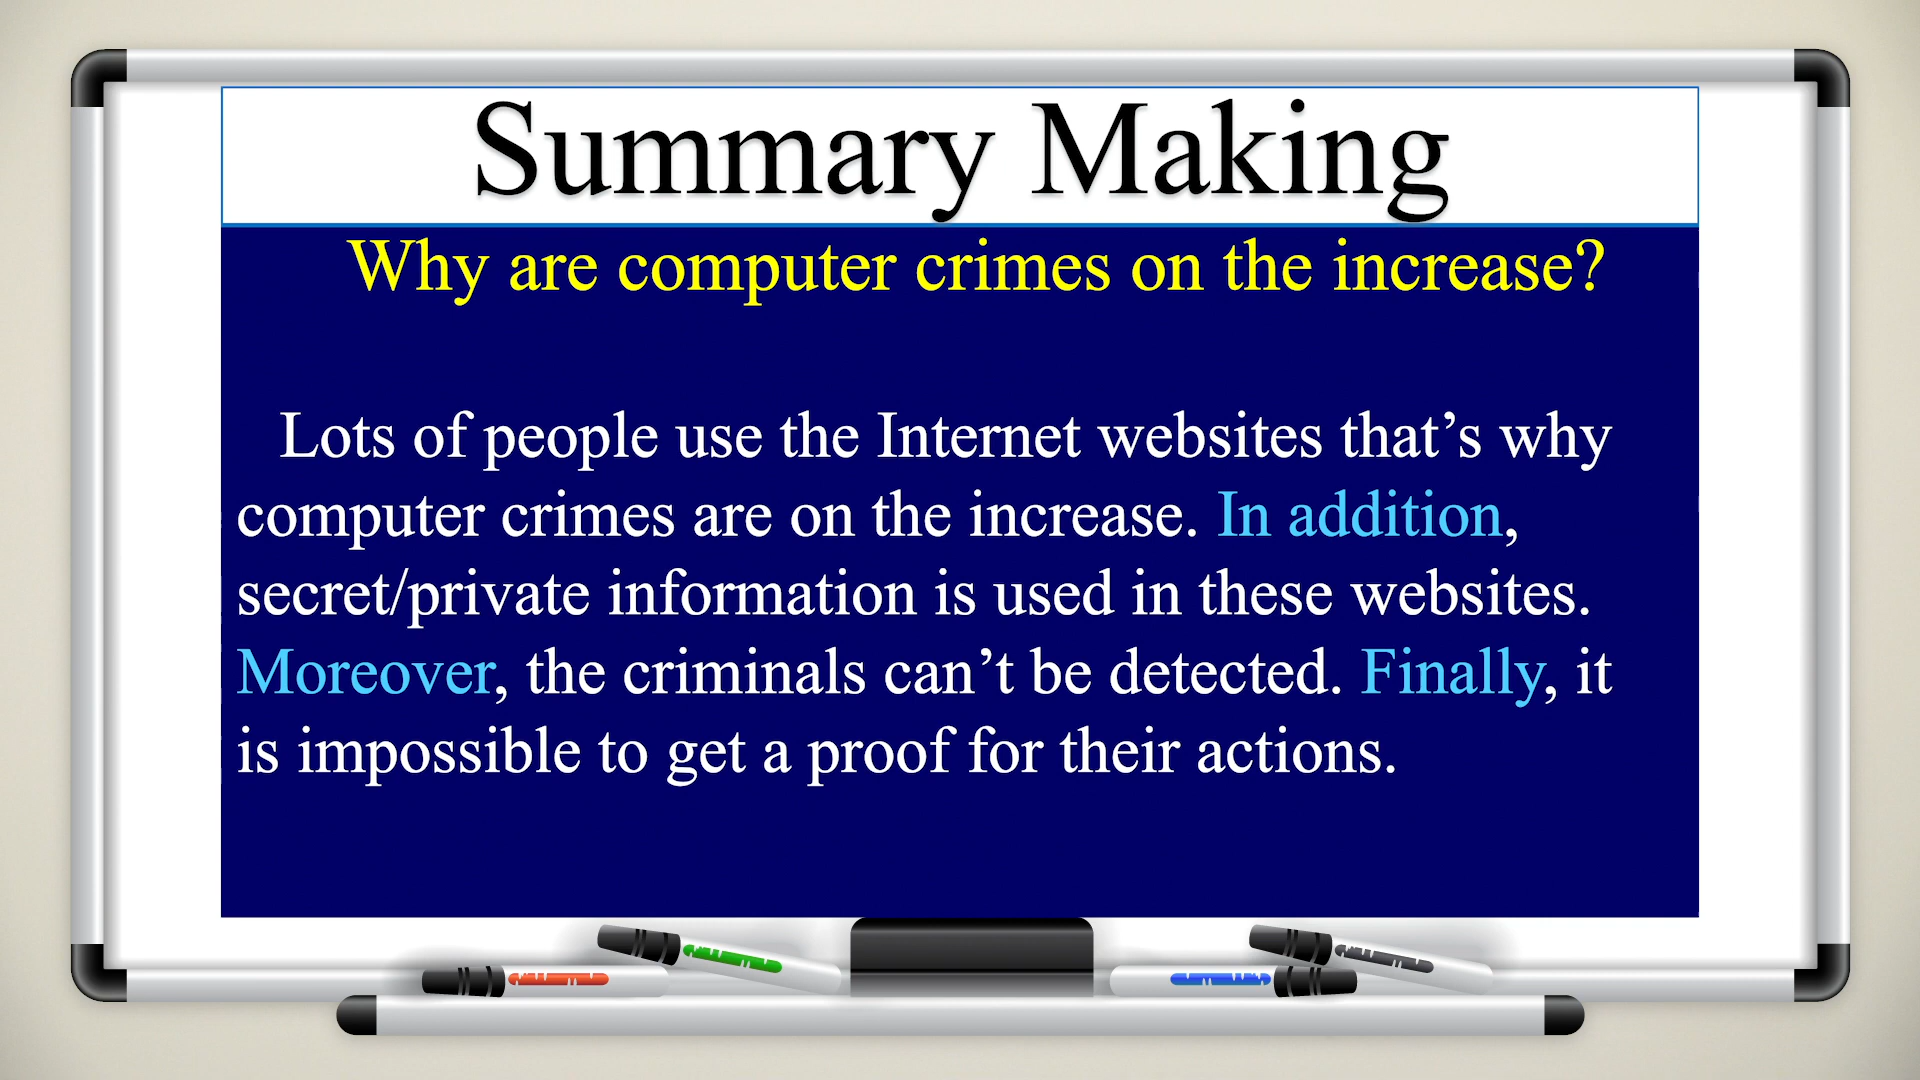 Summary Making
Why are computer crimes on the increase?
Lots of people use the Internet websites that’s why
computer crimes are on the increase. In addition,
secret/private information is used in these websites.
Moreover, the criminals can’t be detected. Finally, it
is impossible to get a proof for their actions.